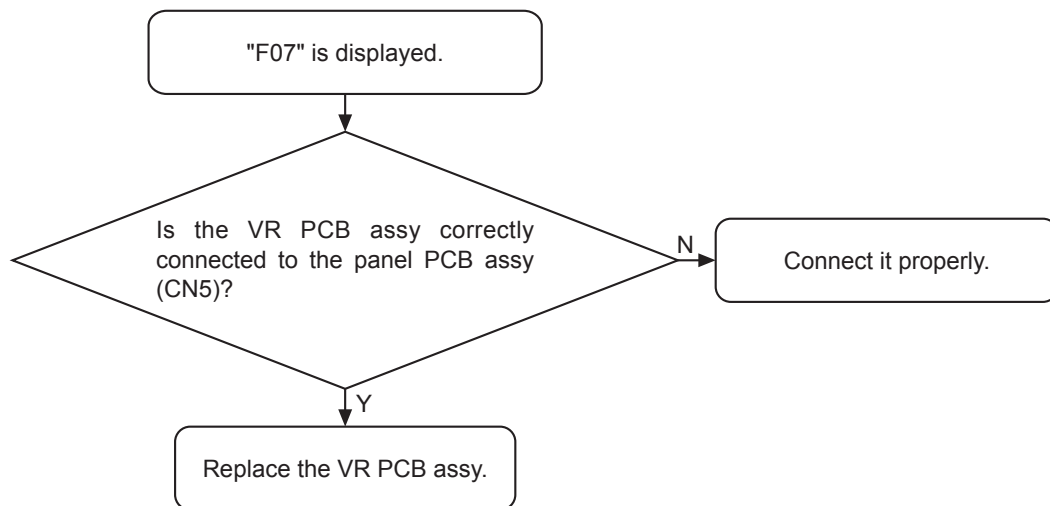 "F07" is displayed.
Is the VR PCB assy correctly
connected to the panel PCB assy
(CN5)?
N
Connect it properly.
Y
Replace the VR PCB assy.